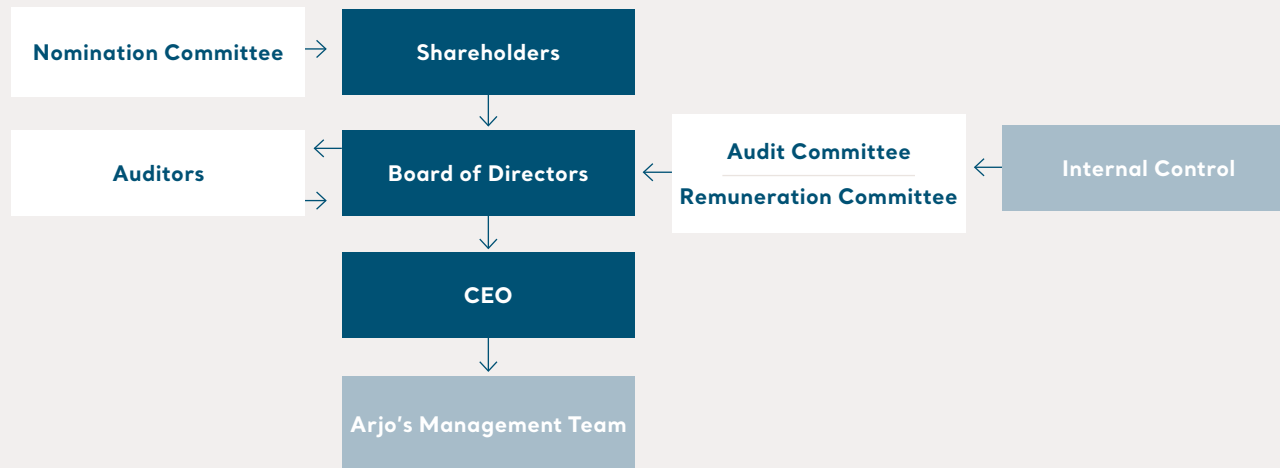 Nomination Committee
Shareholders
Auditors
Board of Directors
Audit Committee
Remuneration Committee
Internal Control
CEO
Arjo’s Management Team